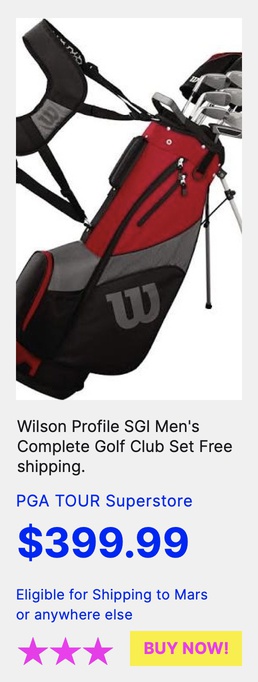 W
W
Wilson Profile SGI Men's
Complete Golf Club Set Free
shipping.
PGA TOUR Superstore
$399.99
Eligible for Shipping to Mars
or anywhere else
BUY NOW!